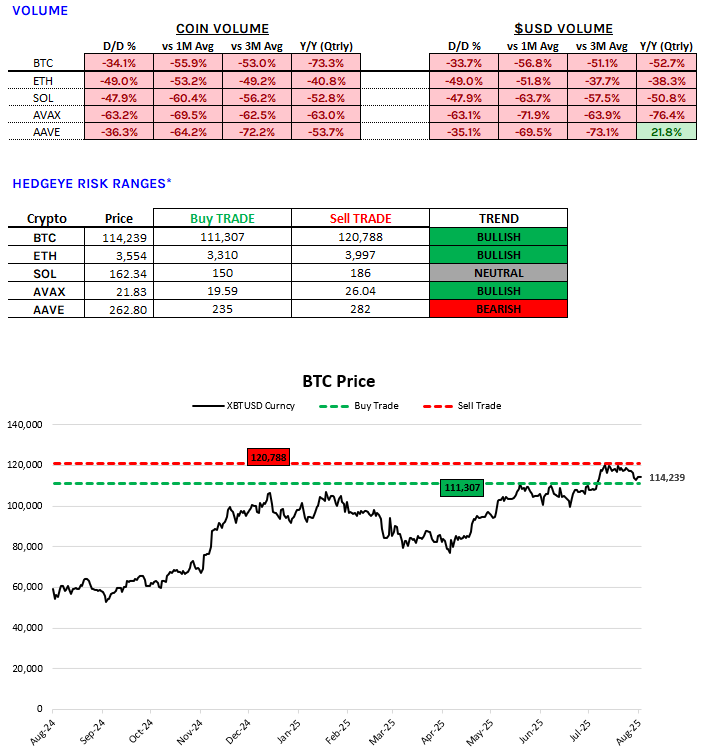 VOLUME
COIN VOLUME $USD VOLUME
D/D % vs 1M Avg vs 3M Avg Y/Y (Qtrly) D/D % vs 1M Avg vs 3M Avg Y/Y (Qtrly)
BTC -34.1% -55.9% -53.0% -73.3% -33.7% -56.8% -51.1% -52.7%
ETH -49.0% -53.2% -49.2% -40.8% -49.0% -51.8% -37.7% -38.3%
SOL -47.9% -60.4% -56.2% -52.8% -47.9% -63.7% -57.5% -50.8%
AVAX -63.2% -69.5% -62.5% -63.0% -63.1% -71.9% -63.9% -76.4%
AAVE -36.3% -64.2% -72.2% -53.7% -35.1% -69.5% -73.1% 21.8%
HEDGEYE RISK RANGES*
Crypto Price Buy TRADE Sell TRADE TREND
BTC 114,239 111,307 120,788 BULLISH
ETH 3,554 3,310 3,997 BULLISH
SOL 162.34 150 186 NEUTRAL
AVAX 21.83 19.59 26.04 BULLISH
AAVE 262.80 235 282 BEARISH
BTC Price
XBTUSD Curncy Buy Trade Sell Trade
140,000
120,788
120,000
114,239
111,307
100,000
80,000
60,000
40,000
20,000
0
Aug-24 Sep-24 Oct-24 Nov-24 Dec-24 Jan-25 Feb-25 Mar-25 Apr-25 May-25 Jun-25 Jul-25 Aug-25